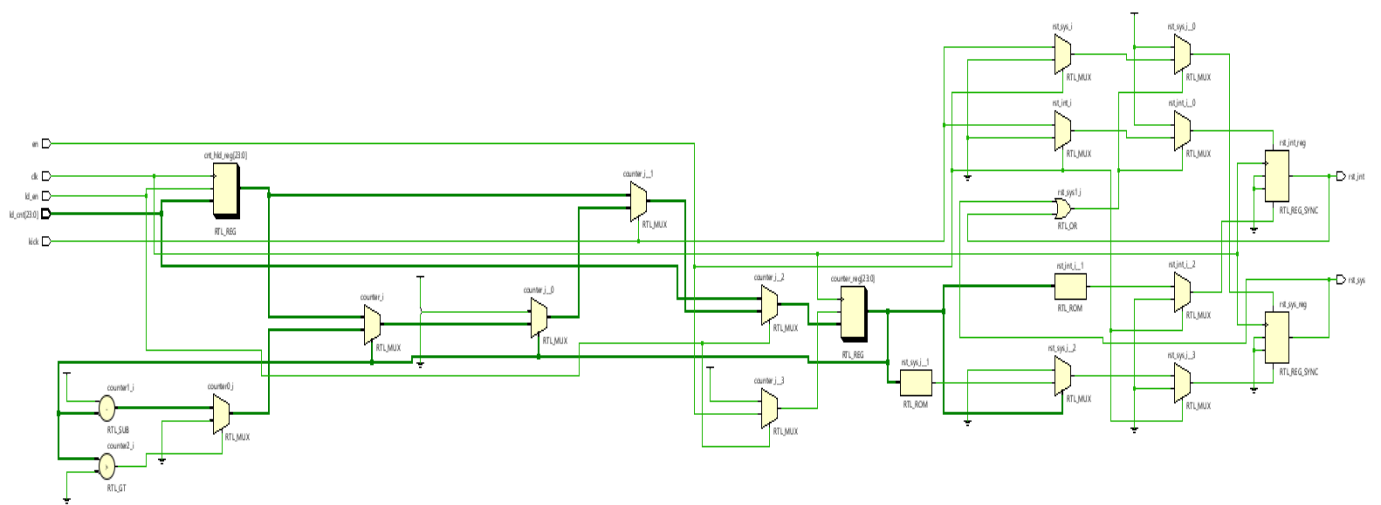 rst_sys_i
rst_sys_i__0
RTL_MUX
RTL_MUX
rst_int_i
rst_int_i__0
RTL_MUX
RTL_MUX
en
cnt_hld_reg[23:0]
rst_int_reg
clk
counter_i__1
rst_int
ld_en
rst_sys1_i
ld_cnt[23:0]
RTL_REG_SYNC
RTL_REG
RTL_MUX
RTL_OR
kick
counter_i__2
counter_reg[23:0]
rst_int_i__1
rst_int_i__2
rst_sys
counter_i
counter_i__0
rst_sys_reg
RTL_ROM
RTL_MUX
RTL_MUX
RTL_MUX
RTL_MUX
RTL_REG
rst_sys_i__1
rst_sys_i__2
rst_sys_i__3
RTL_REG_SYNC
counter1_i
counter0_i
counter_i__3
RTL_ROM
RTL_MUX
RTL_MUX
RTL_SUB
RTL_MUX
RTL_MUX
counter2_i
RTL_GT